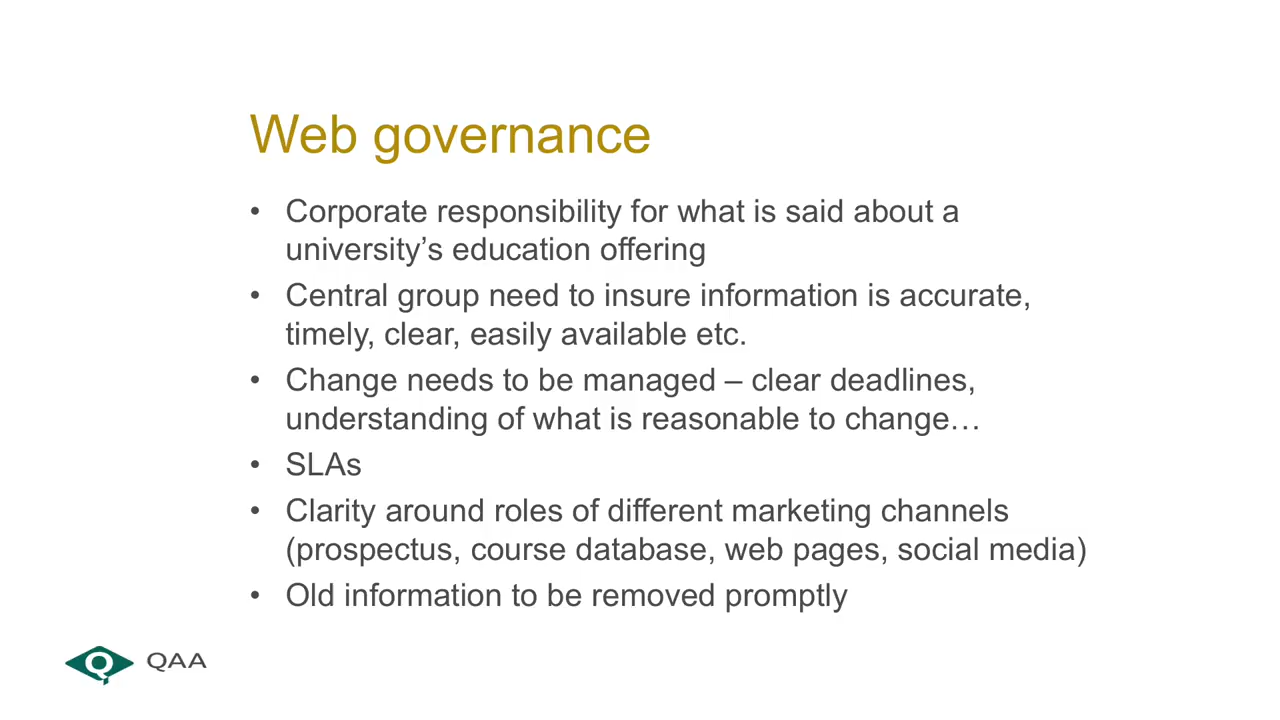 Web governance
• Corporate responsibility for what is said about a
university’s education offering
• Central group need to insure information is accurate,
timely, clear, easily available etc.
• Change needs to be managed – clear deadlines,
understanding of what is reasonable to change…
• SLAs
• Clarity around roles of different marketing channels
(prospectus, course database, web pages, social media)
• Old information to be removed promptly
QAA